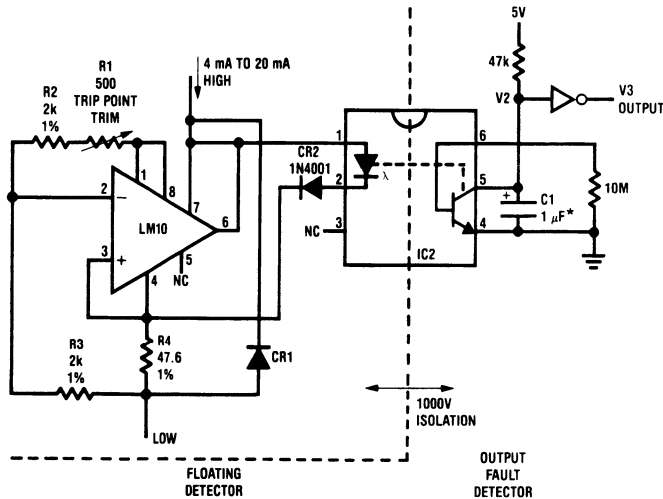 5V
47k
V2
V3
OUTPUT
4 mA TO 20 mA
HIGH
R1
500
TRIP POINT
TRIM
R2
2k
1%
1
8
2
−
LM10
7
6
3
+
5
NC
4
CR2
1N4001
1
2
λ
3
NC
6
5
4
IC2
+
C1
1 μF*
10M
R3
2k
1%
R4
47.6
1%
CR1
LOW
1000V
ISOLATION
FLOATING
DETECTOR
OUTPUT
FAULT
DETECTOR